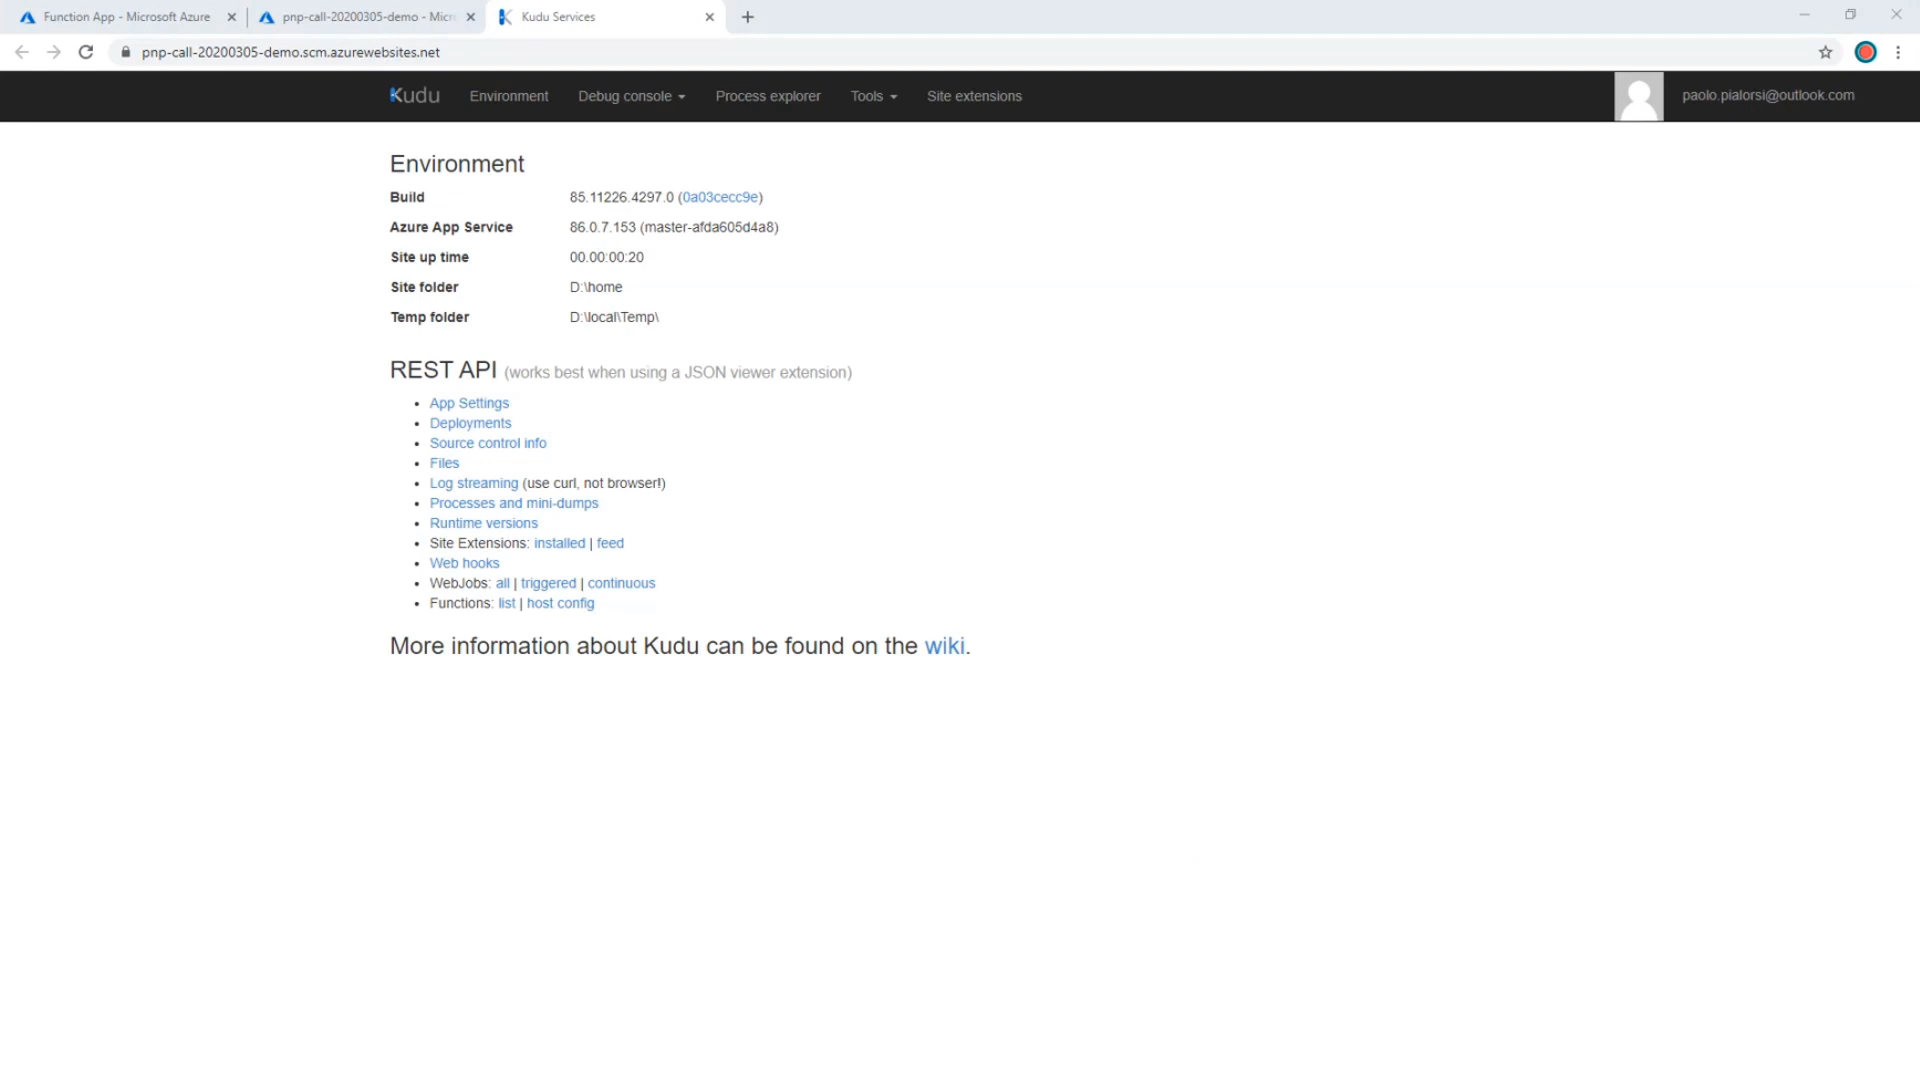 Function App - Microsoft Azure
pnp-call-20200305-demo - Micr
Kudu Services
pnp-call-20200305-demo.scm.azurewebsites.net
Kudu Environment Debug console Process explorer Tools Site extensions paolo.pialorsi@outlook.com
Environment
Build 85.11226.4297.0 (0a03cecc9e)
Azure App Service 86.0.7.153 (master-afda605d4a8)
Site up time 00.00:00:20
Site folder D:\home
Temp folder D:\local\Temp\
REST API (works best when using a JSON viewer extension)
• App Settings
• Deployments
• Source control info
• Files
• Log streaming (use curl, not browser!)
• Processes and mini-dumps
• Runtime versions
• Site Extensions: installed | feed
• Web hooks
• WebJobs: all | triggered | continuous
• Functions: list | host config
More information about Kudu can be found on the wiki.